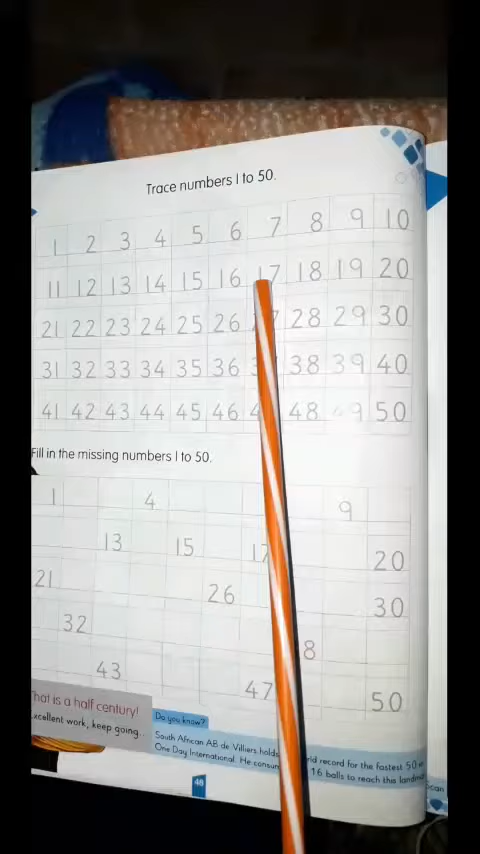 Trace numbers 1 to 50.
1 2 3 4 5 6 7 8 9 10
11 12 13 14 15 16 17 18 19 20
21 22 23 24 25 26 28 29 30
31 32 33 34 35 36 38 39 40
41 42 43 44 45 46 48 49 50
Fill in the missing numbers 1 to 50.
1 4 9
13 15 17 20
21 26 30
32 8
43 47 50
That is a half century!
excellent work, keep going...
Do you know?
South African AB de Villiers holds record for the fastest 50 in
One Day International. He 16 balls to reach this
48